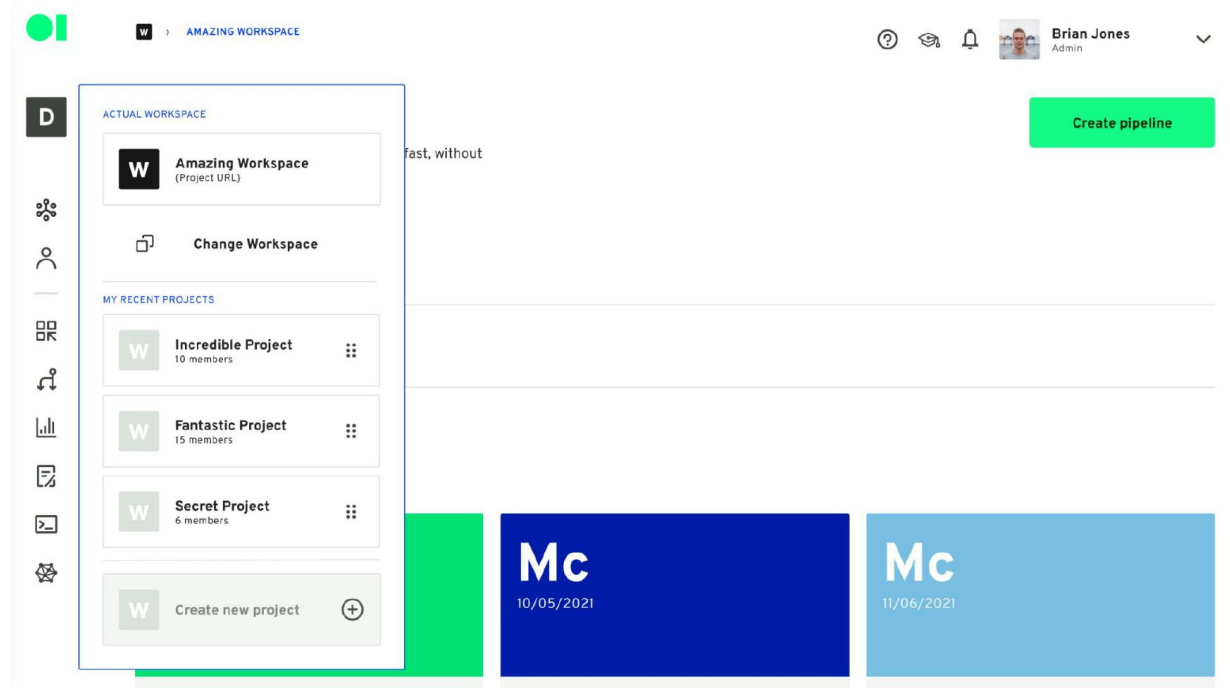 W › AMAZING WORKSPACE
Brian Jones
Admin
D
ACTUAL WORKSPACE
Create pipeline
W Amazing Workspace
(Project URL)
fast, without
Change Workspace
MY RECENT PROJECTS
W Incredible Project
10 members
W Fantastic Project
15 members
W Secret Project
6 members
W Create new project
Mc
10/05/2021
Mc
11/06/2021